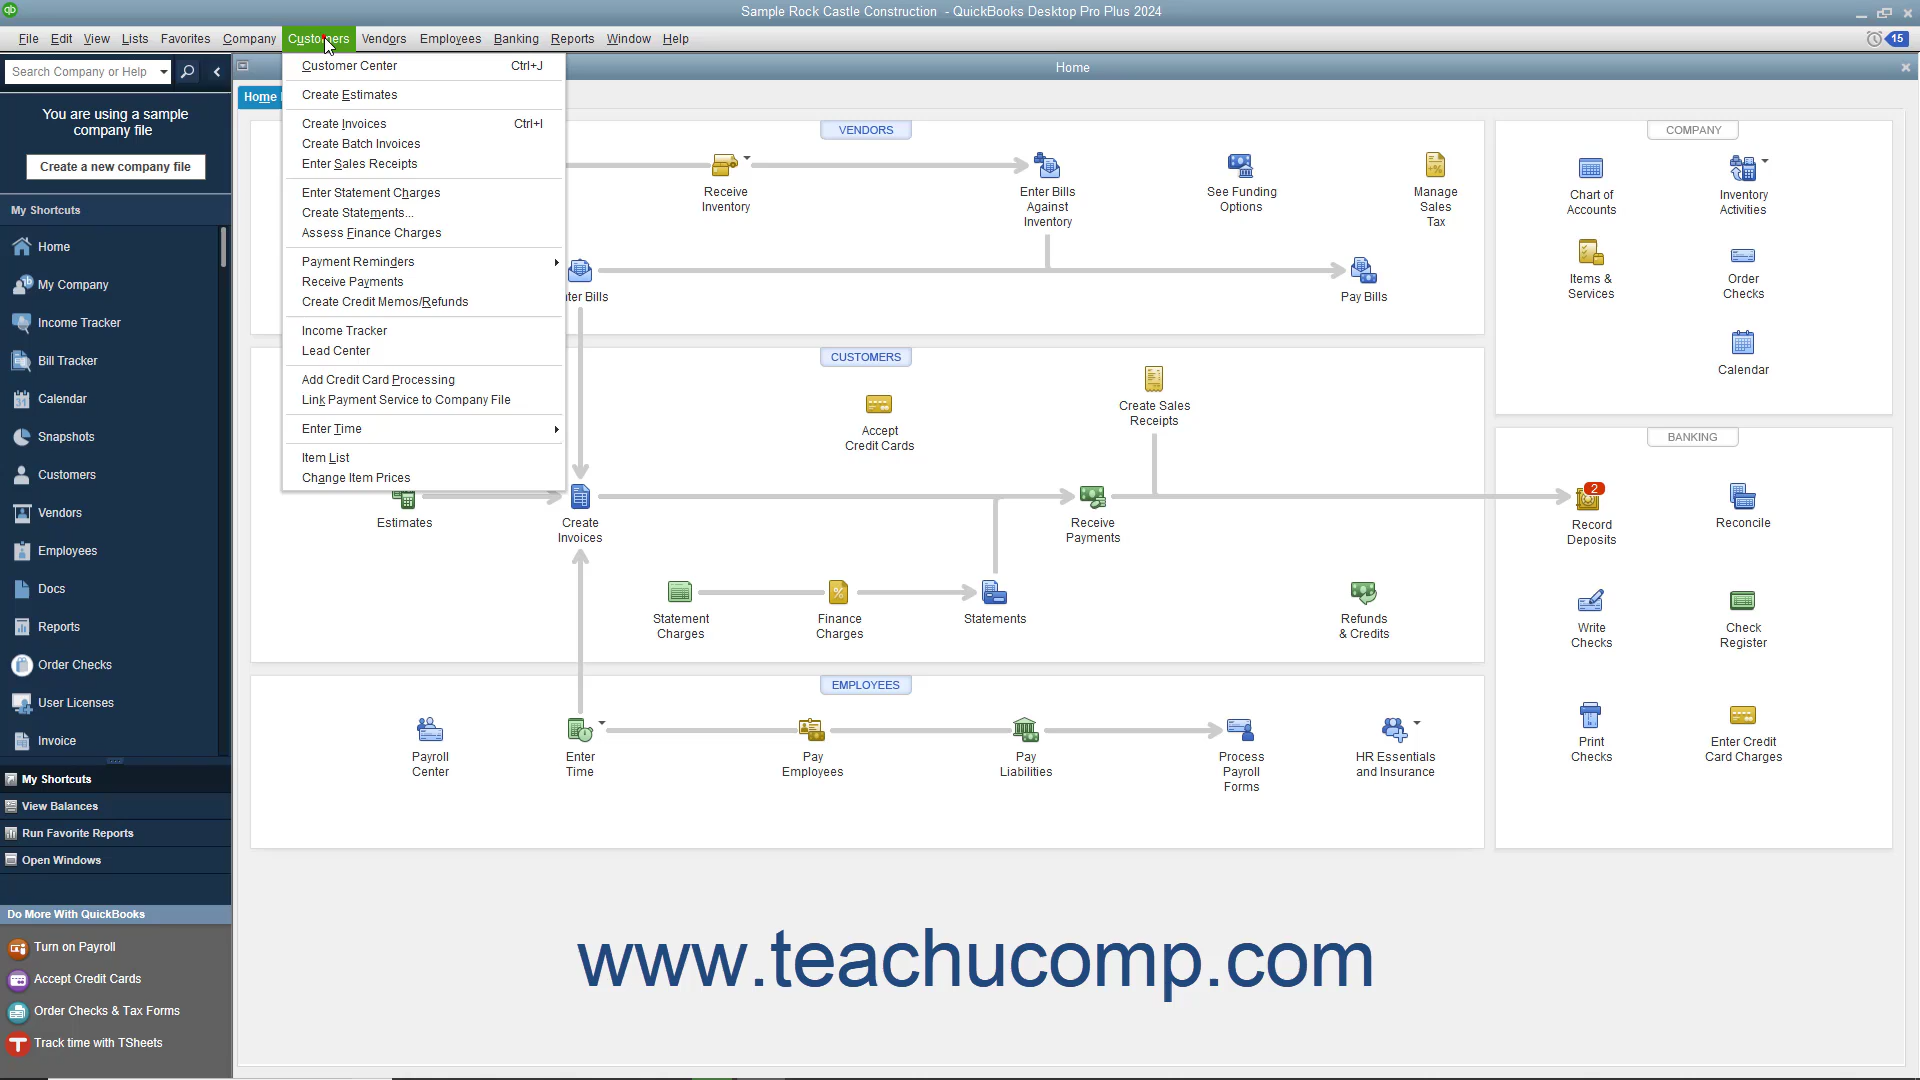 Sample Rock Castle Construction - QuickBooks Desktop Pro Plus 2024
File Edit View Lists Favorites Company Customers Vendors Employees Banking Reports Window Help
15
Search Company or Help
You are using a sample
company file
Create a new company file
My Shortcuts
Home
My Company
Income Tracker
Bill Tracker
Calendar
Snapshots
Customers
Vendors
Employees
Docs
Reports
Order Checks
User Licenses
Invoice
My Shortcuts
View Balances
Run Favorite Reports
Open Windows
Do More With QuickBooks
Turn on Payroll
Accept Credit Cards
Order Checks & Tax Forms
Track time with TSheets
Customer Center Ctrl+J
Create Estimates
Create Invoices Ctrl+I
Create Batch Invoices
Enter Sales Receipts
Enter Statement Charges
Create Statements...
Assess Finance Charges
Payment Reminders
Receive Payments
Create Credit Memos/Refunds
Income Tracker
Lead Center
Add Credit Card Processing
Link Payment Service to Company File
Enter Time
Item List
Change Item Prices
Home
Home
VENDORS
Receive
Inventory
Enter Bills
Against
Inventory
See Funding
Options
Manage
Sales
Tax
Bills
Pay Bills
CUSTOMERS
Accept
Credit Cards
Create Sales
Receipts
Estimates
Create
Invoices
Receive
Payments
Statement
Charges
Finance
Charges
Statements
Refunds
& Credits
EMPLOYEES
Payroll
Center
Enter
Time
Pay
Employees
Pay
Liabilities
Process
Payroll
Forms
HR Essentials
and Insurance
COMPANY
Chart of
Accounts
Inventory
Activities
Items &
Services
Order
Checks
Calendar
BANKING
2
Record
Deposits
Reconcile
Write
Checks
Check
Register
Print
Checks
Enter Credit
Card Charges
www.teachucomp.com